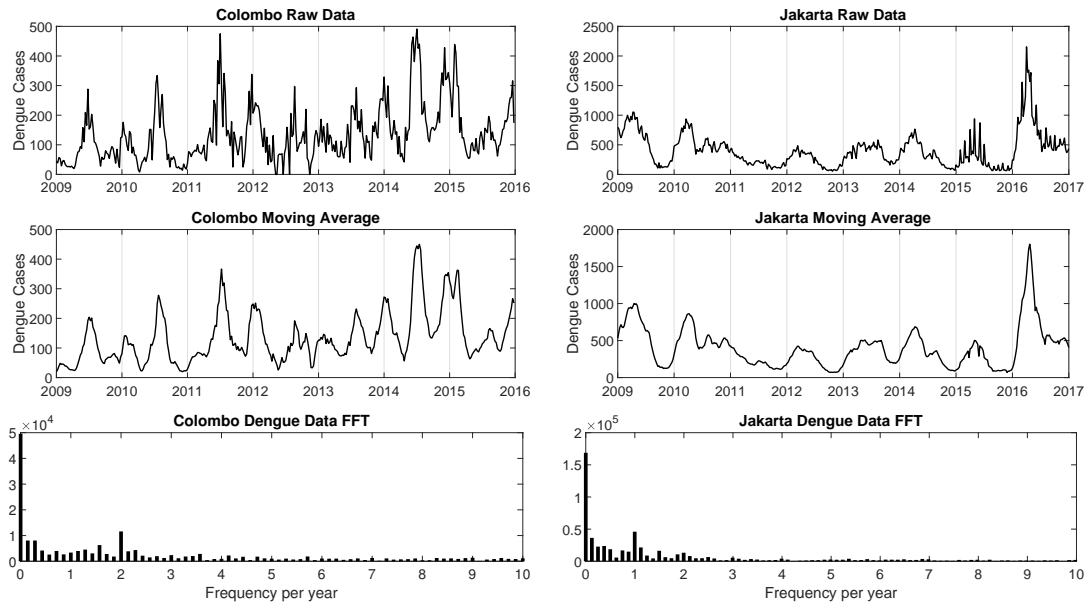 Colombo Raw Data
Dengue Cases
500
400
300
200
100
0
2009 2010 2011 2012 2013 2014 2015 2016
Jakarta Raw Data
Dengue Cases
2500
2000
1500
1000
500
0
2009 2010 2011 2012 2013 2014 2015 2016 2017
Colombo Moving Average
Dengue Cases
500
400
300
200
100
0
2009 2010 2011 2012 2013 2014 2015 2016
Jakarta Moving Average
Dengue Cases
2000
1500
1000
500
0
2009 2010 2011 2012 2013 2014 2015 2016 2017
Colombo Dengue Data FFT
×10⁴
5
4
3
2
1
0
0 1 2 3 4 5 6 7 8 9 10
Frequency per year
Jakarta Dengue Data FFT
×10⁵
2
1.5
1
0.5
0
0 1 2 3 4 5 6 7 8 9 10
Frequency per year